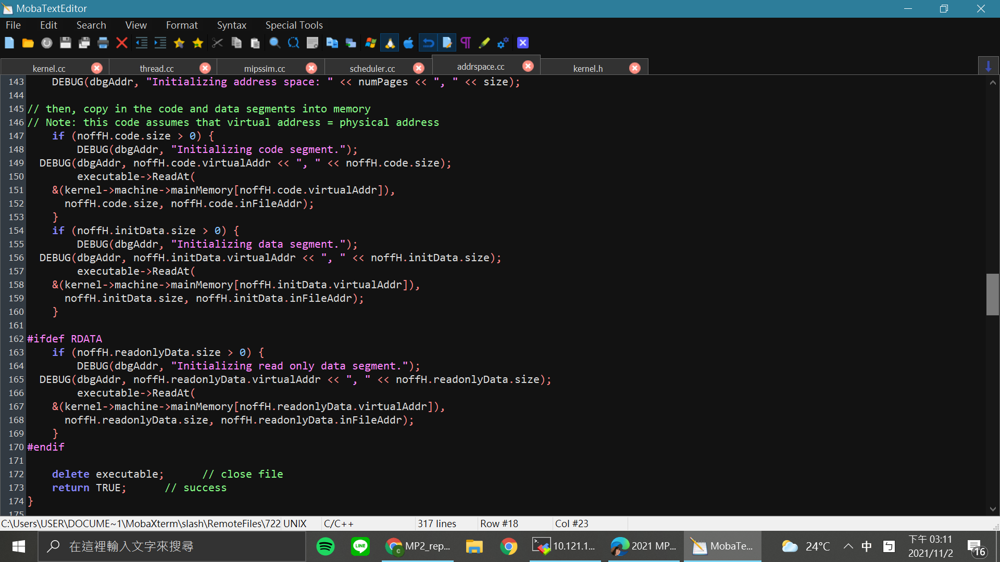 MobaTextEditor
File Edit Search View Format Syntax Special Tools
kernel.cc thread.cc mipssim.cc scheduler.cc addrspace.cc kernel.h
143     DEBUG(dbgAddr, "Initializing address space: " << numPages << ", " << size);
144
145 // then, copy in the code and data segments into memory
146 // Note: this code assumes that virtual address = physical address
147     if (noffH.code.size > 0) {
148         DEBUG(dbgAddr, "Initializing code segment.");
149   DEBUG(dbgAddr, noffH.code.virtualAddr << ", " << noffH.code.size);
150         executable->ReadAt(
151     &(kernel->machine->mainMemory[noffH.code.virtualAddr]),
152       noffH.code.size, noffH.code.inFileAddr);
153     }
154     if (noffH.initData.size > 0) {
155         DEBUG(dbgAddr, "Initializing data segment.");
156   DEBUG(dbgAddr, noffH.initData.virtualAddr << ", " << noffH.initData.size);
157         executable->ReadAt(
158     &(kernel->machine->mainMemory[noffH.initData.virtualAddr]),
159       noffH.initData.size, noffH.initData.inFileAddr);
160     }
161
162 #ifdef RDATA
163     if (noffH.readonlyData.size > 0) {
164         DEBUG(dbgAddr, "Initializing read only data segment.");
165   DEBUG(dbgAddr, noffH.readonlyData.virtualAddr << ", " << noffH.readonlyData.size);
166         executable->ReadAt(
167     &(kernel->machine->mainMemory[noffH.readonlyData.virtualAddr]),
168       noffH.readonlyData.size, noffH.readonlyData.inFileAddr);
169     }
170 #endif
171
172     delete executable;      // close file
173     return TRUE;      // success
174 }
175
C:\Users\USER\DOCUME~1\MobaXterm\slash\RemoteFiles\722 UNIX C/C++ 317 lines Row #18 Col #23
在這裡輸入文字來搜尋 LINE MP2_rep... 10.121.1... 2021 MP... MobaTe... 24°C 中 ㄅ 下午 03:11
2021/11/2 16